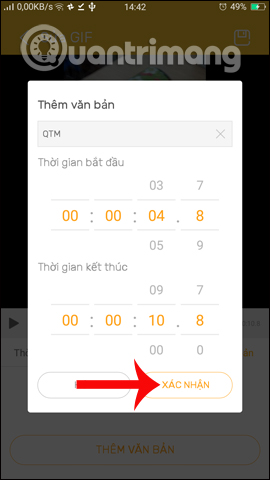 0,00KB/s 14:42 49%
GIF
Quantrimang
Thêm văn bản
QTM
Thời gian bắt đầu
03 7
00 : 00 : 04 . 8
05 9
Thời gian kết thúc
09 7
00 : 00 : 10 . 8
00 0
XÁC NHẬN
THÊM VĂN BẢN